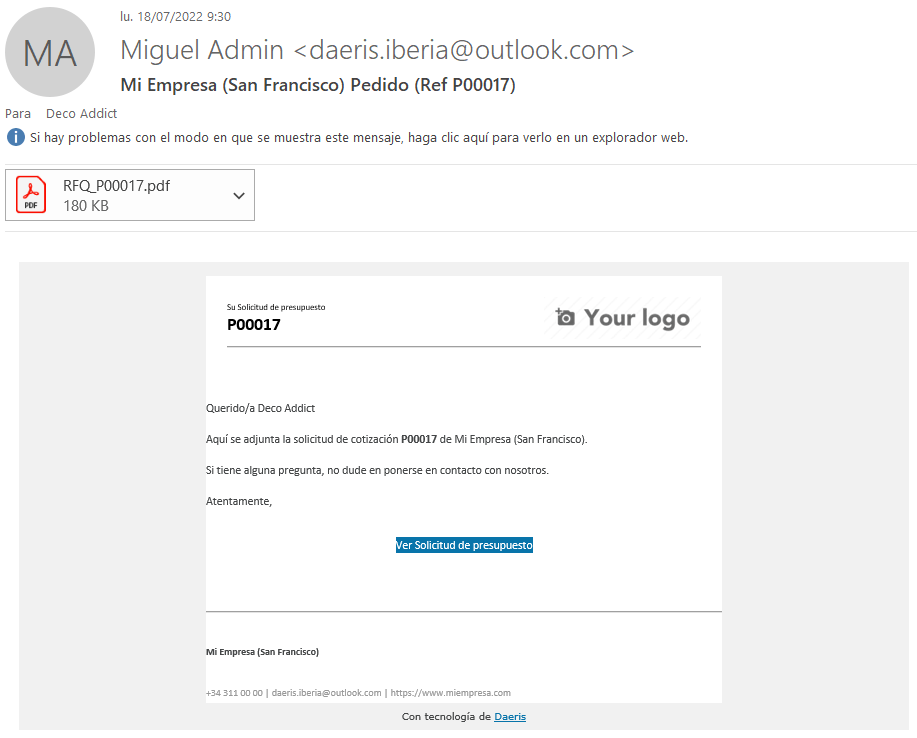 lu. 18/07/2022 9:30
MA
Miguel Admin <daeris.iberia@outlook.com>
Mi Empresa (San Francisco) Pedido (Ref P00017)
Para Deco Addict
i Si hay problemas con el modo en que se muestra este mensaje, haga clic aquí para verlo en un explorador web.
RFQ_P00017.pdf
PDF
180 KB
Su Solicitud de presupuesto
P00017
Your logo
Querido/a Deco Addict
Aquí se adjunta la solicitud de cotización P00017 de Mi Empresa (San Francisco).
Si tiene alguna pregunta, no dude en ponerse en contacto con nosotros.
Atentamente,
Ver Solicitud de presupuesto
Mi Empresa (San Francisco)
+34 311 00 00 | daeris.iberia@outlook.com | https://www.miempresa.com
Con tecnología de Daeris